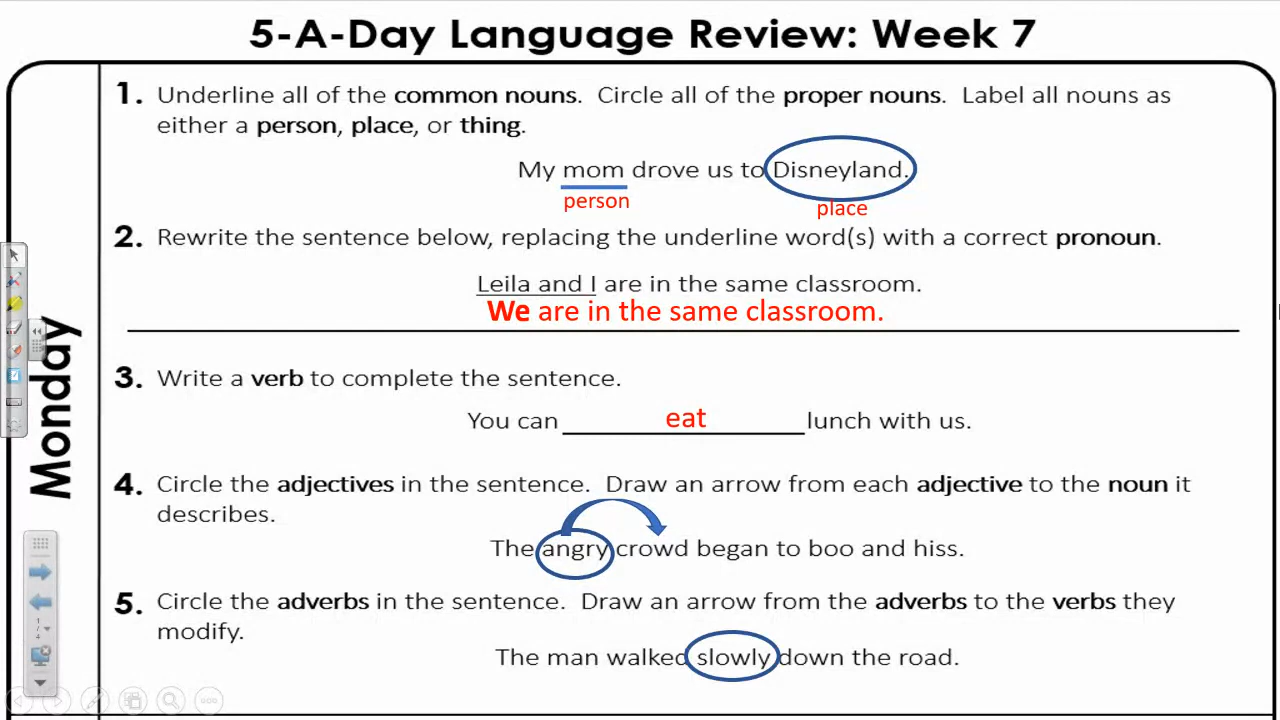 5-A-Day Language Review: Week 7
Monday
1. Underline all of the common nouns. Circle all of the proper nouns. Label all nouns as
either a person, place, or thing.
My mom drove us to Disneyland.
person
place
2. Rewrite the sentence below, replacing the underline word(s) with a correct pronoun.
Leila and I are in the same classroom.
We are in the same classroom.
3. Write a verb to complete the sentence.
You can eat lunch with us.
4. Circle the adjectives in the sentence. Draw an arrow from each adjective to the noun it
describes.
The angry crowd began to boo and hiss.
5. Circle the adverbs in the sentence. Draw an arrow from the adverbs to the verbs they
modify.
The man walked slowly down the road.
1
/
4